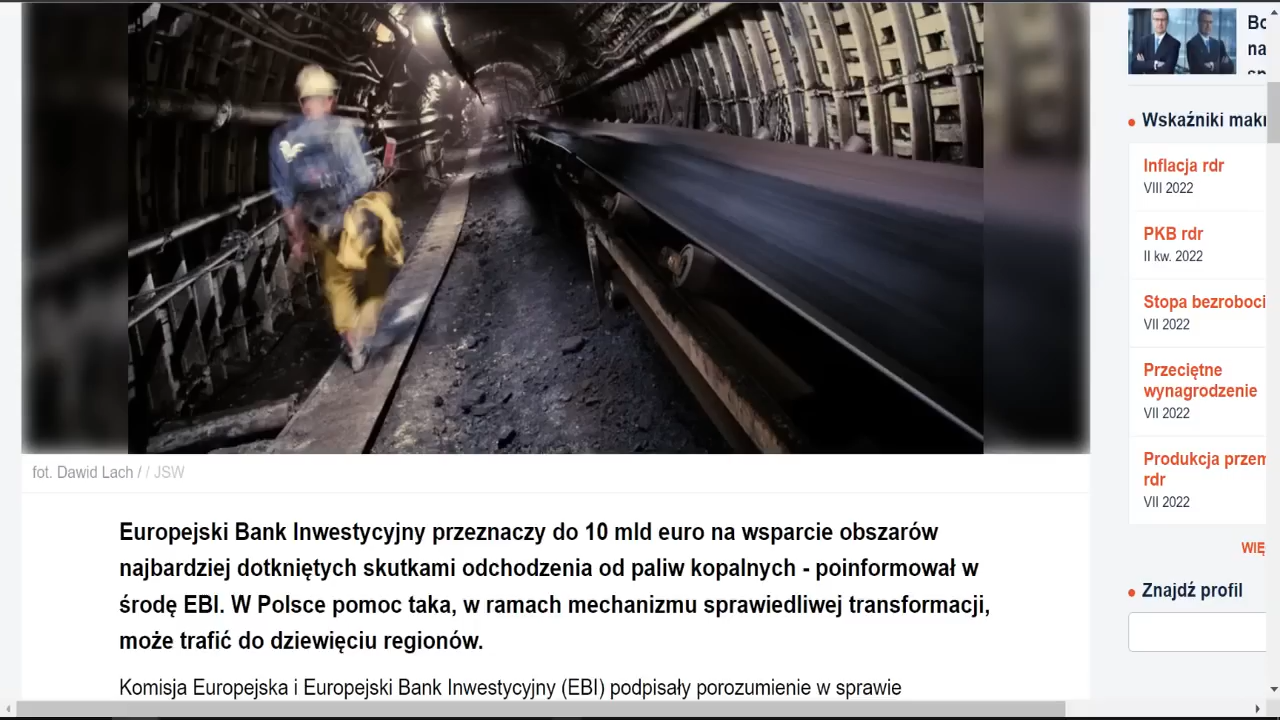 fot. Dawid Lach / / JSW
Europejski Bank Inwestycyjny przeznaczy do 10 mld euro na wsparcie obszarów
najbardziej dotkniętych skutkami odchodzenia od paliw kopalnych - poinformował w
środę EBI. W Polsce pomoc taka, w ramach mechanizmu sprawiedliwej transformacji,
może trafić do dziewięciu regionów.
Komisja Europejska i Europejski Bank Inwestycyjny (EBI) podpisały porozumienie w sprawie
na
Wskaźniki
Inflacja rdr
VIII 2022
PKB rdr
II kw. 2022
Stopa bezroboci
VII 2022
Przeciętne
wynagrodzenie
VII 2022
Produkcja przem
rdr
VII 2022
WIĘ
Znajdź profil